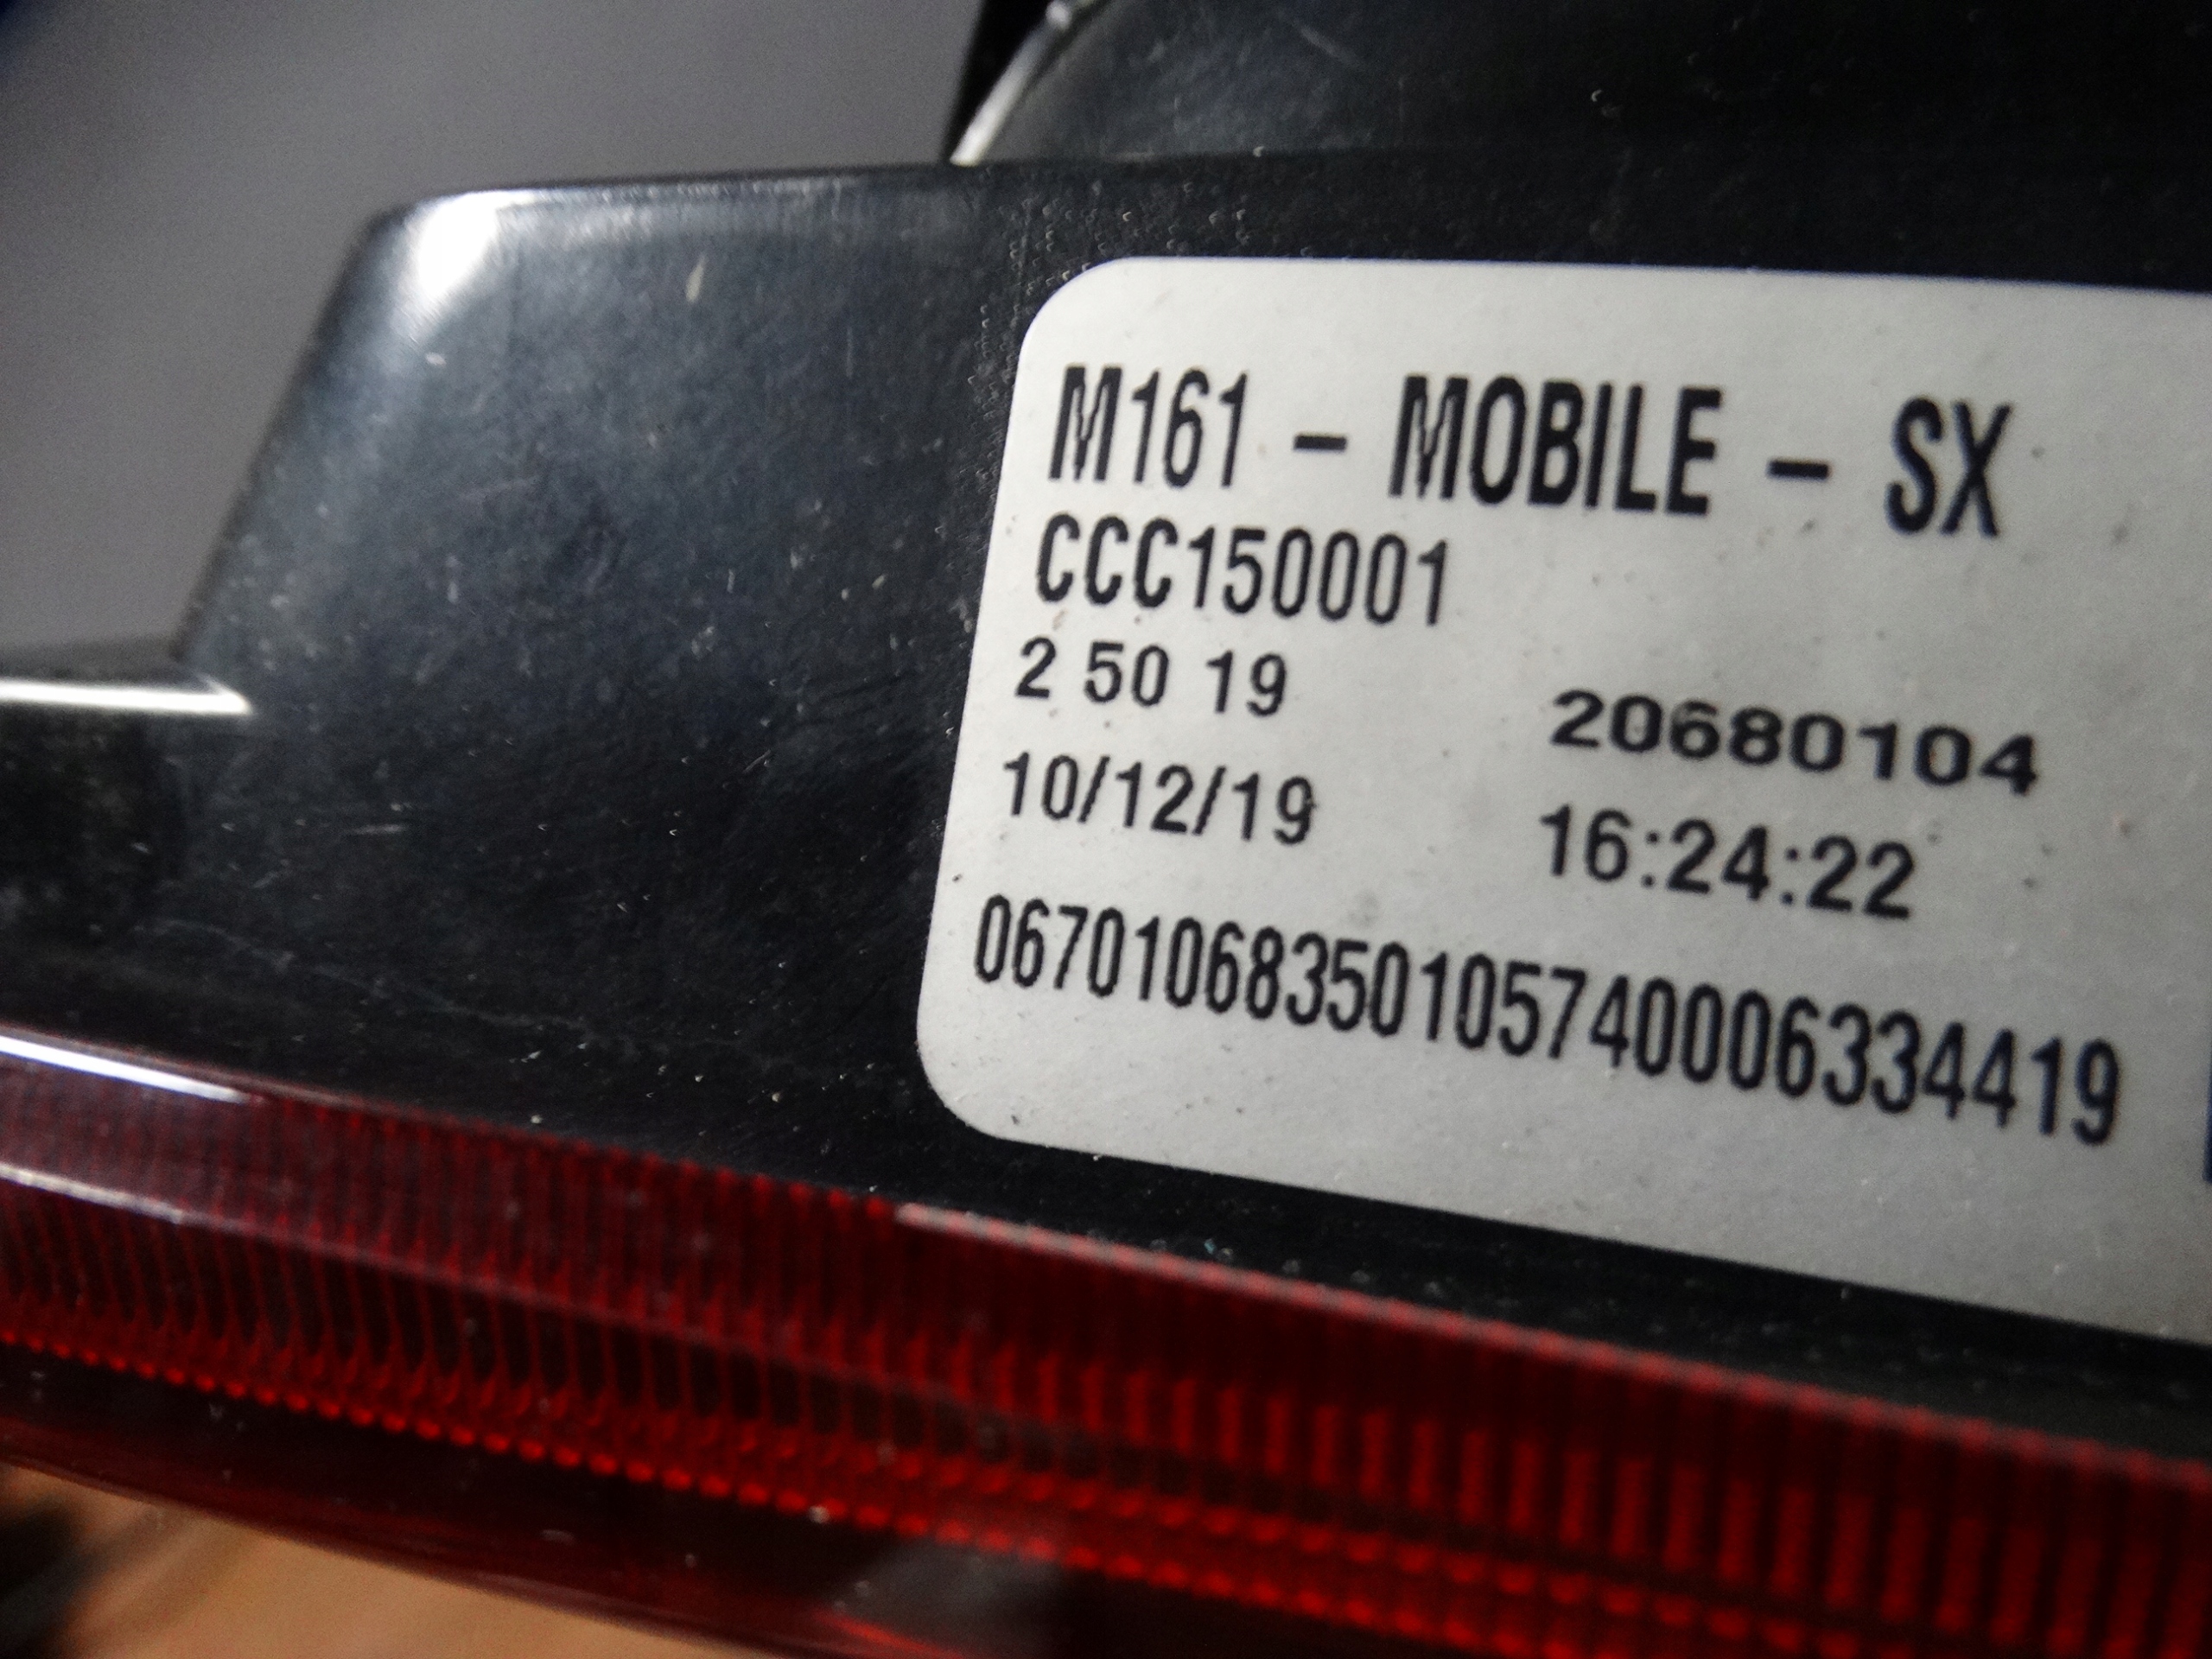 M161 - MOBILE - SX
CCC150001
2 50 19 20680104
10/12/19 16:24:22
06701068350105740006334419